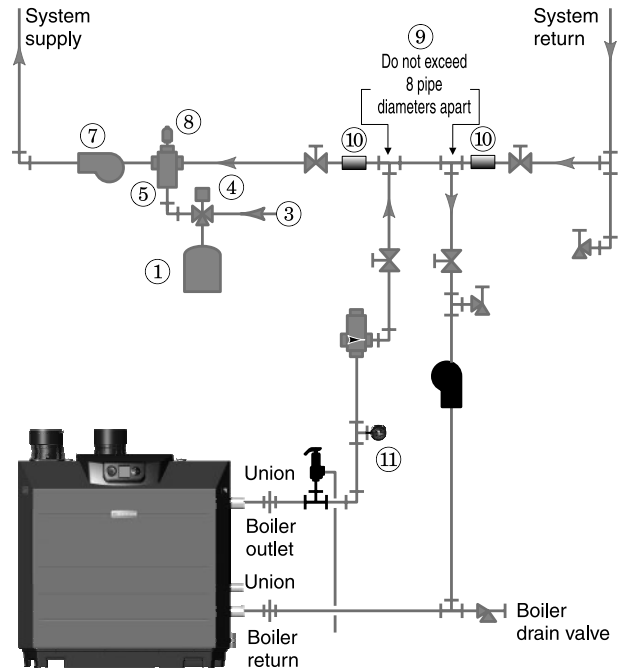 System
supply
System
return
⑨
Do not exceed
8 pipe
diameters apart
⑦
⑧
⑩
⑩
⑤
④
③
①
⑪
Union
Boiler
outlet
Union
Boiler
return
Boiler
drain valve